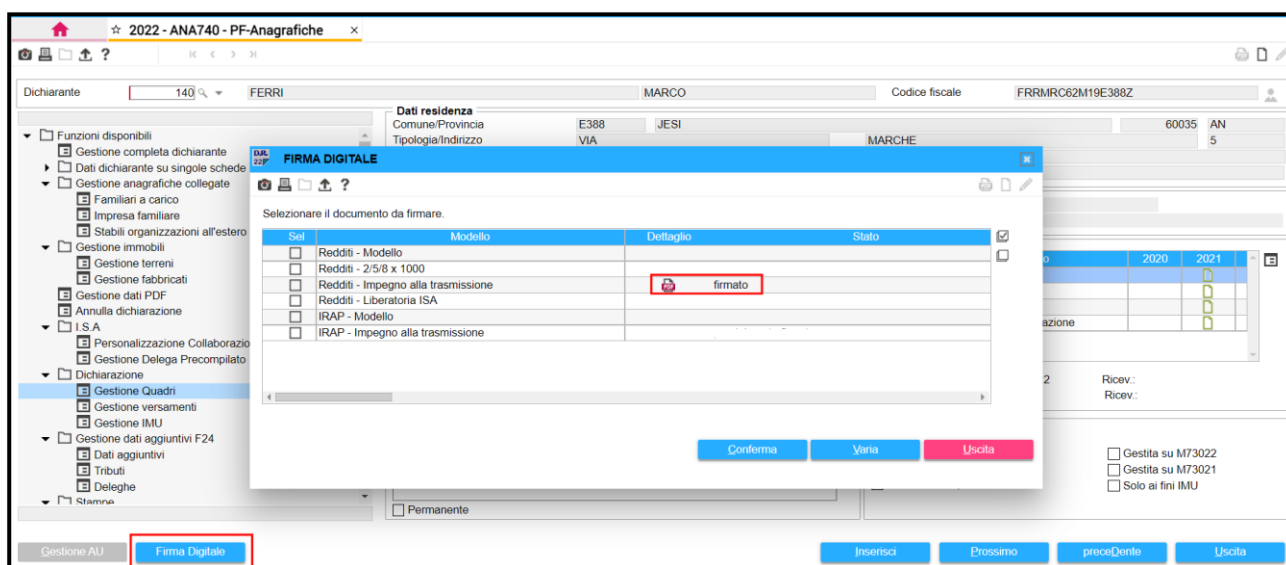 ☆ 2022 - ANA740 - PF-Anagrafiche ×
?
Dichiarante 140 FERRI MARCO Codice fiscale FRRMRC62M19E388Z
Dati residenza
Comune/Provincia E388 JESI 60035 AN
Tipologia/Indirizzo VIA MARCHE 5
Funzioni disponibili
Gestione completa dichiarante
Dati dichiarante su singole schede
Gestione anagrafiche collegate
Familiari a carico
Impresa familiare
Stabili organizzazioni all'estero
Gestione immobili
Gestione terreni
Gestione fabbricati
Gestione dati PDF
Annulla dichiarazione
I.S.A
Personalizzazione Collaborazio
Gestione Delega Precompilato
Dichiarazione
Gestione Quadri
Gestione versamenti
Gestione IMU
Gestione dati aggiuntivi F24
Dati aggiuntivi
Tributi
Deleghe
Stampe
D.R. 22P FIRMA DIGITALE
?
Selezionare il documento da firmare.
Sel Modello Dettaglio Stato
Redditi - Modello
Redditi - 2/5/8 x 1000
Redditi - Impegno alla trasmissione firmato
Redditi - Liberatoria ISA
IRAP - Modello
IRAP - Impegno alla trasmissione
Conferma Varia Uscita
o 2020 2021
azione
2 Ricev.:
Ricev.:
Gestita su M73022
Gestita su M73021
Solo ai fini IMU
Permanente
Gestione AU Firma Digitale Inserisci Prossimo preceDente Uscita